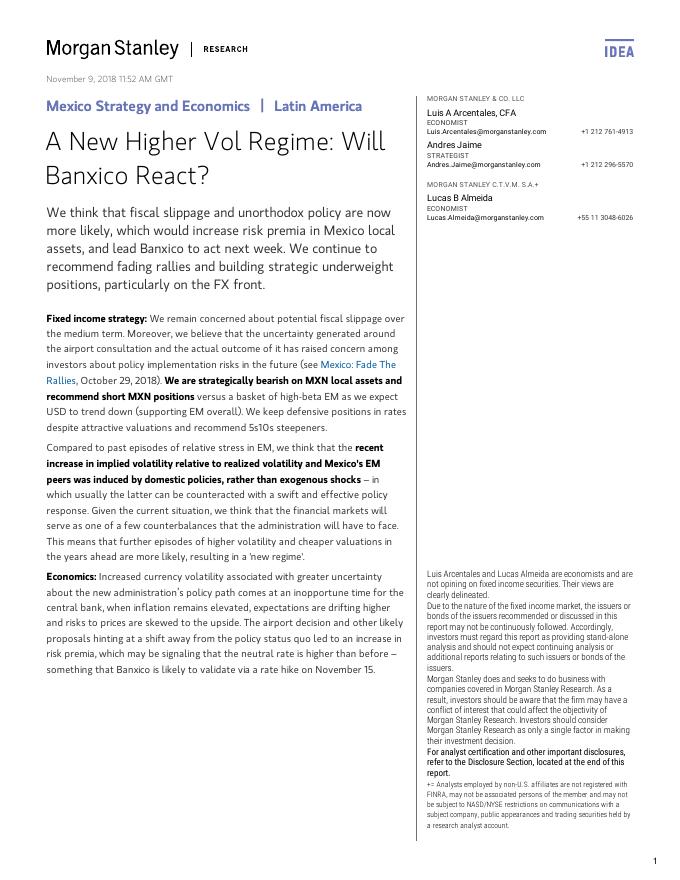 Morgan Stanley | RESEARCH
IDEA
November 9, 2018 11:52 AM GMT
Mexico Strategy and Economics | Latin America
A New Higher Vol Regime: Will
Banxico React?
We think that fiscal slippage and unorthodox policy are now
more likely, which would increase risk premia in Mexico local
assets, and lead Banxico to act next week. We continue to
recommend fading rallies and building strategic underweight
positions, particularly on the FX front.
Fixed income strategy: We remain concerned about potential fiscal slippage over
the medium term. Moreover, we believe that the uncertainty generated around
the airport consultation and the actual outcome of it has raised concern among
investors about policy implementation risks in the future (see Mexico: Fade The
Rallies, October 29, 2018). We are strategically bearish on MXN local assets and
recommend short MXN positions versus a basket of high-beta EM as we expect
USD to trend down (supporting EM overall). We keep defensive positions in rates
despite attractive valuations and recommend 5s10s steepeners.
Compared to past episodes of relative stress in EM, we think that the recent
increase in implied volatility relative to realized volatility and Mexico's EM
peers was induced by domestic policies, rather than exogenous shocks – in
which usually the latter can be counteracted with a swift and effective policy
response. Given the current situation, we think that the financial markets will
serve as one of a few counterbalances that the administration will have to face.
This means that further episodes of higher volatility and cheaper valuations in
the years ahead are more likely, resulting in a 'new regime'.
Economics: Increased currency volatility associated with greater uncertainty
about the new administration's policy path comes at an inopportune time for the
central bank, when inflation remains elevated, expectations are drifting higher
and risks to prices are skewed to the upside. The airport decision and other likely
proposals hinting at a shift away from the policy status quo led to an increase in
risk premia, which may be signaling that the neutral rate is higher than before –
something that Banxico is likely to validate via a rate hike on November 15.
MORGAN STANLEY & CO. LLC
Luis A Arcentales, CFA
ECONOMIST
Luis.Arcentales@morganstanley.com +1 212 761-4913
Andres Jaime
STRATEGIST
Andres.Jaime@morganstanley.com +1 212 296-5570
MORGAN STANLEY C.T.V.M. S.A.+
Lucas B Almeida
ECONOMIST
Lucas.Almeida@morganstanley.com +55 11 3048-6026
Luis Arcentales and Lucas Almeida are economists and are
not opining on fixed income securities. Their views are
clearly delineated.
Due to the nature of the fixed income market, the issuers or
bonds of the issuers recommended or discussed in this
report may not be continuously followed. Accordingly,
investors must regard this report as providing stand-alone
analysis and should not expect continuing analysis or
additional reports relating to such issuers or bonds of the
issuers.
Morgan Stanley does and seeks to do business with
companies covered in Morgan Stanley Research. As a
result, investors should be aware that the firm may have a
conflict of interest that could affect the objectivity of
Morgan Stanley Research. Investors should consider
Morgan Stanley Research as only a single factor in making
their investment decision.
For analyst certification and other important disclosures,
refer to the Disclosure Section, located at the end of this
report.
+= Analysts employed by non-U.S. affiliates are not registered with
FINRA, may not be associated persons of the member and may not
be subject to NASD/NYSE restrictions on communications with a
subject company, public appearances and trading securities held by
a research analyst account.
1